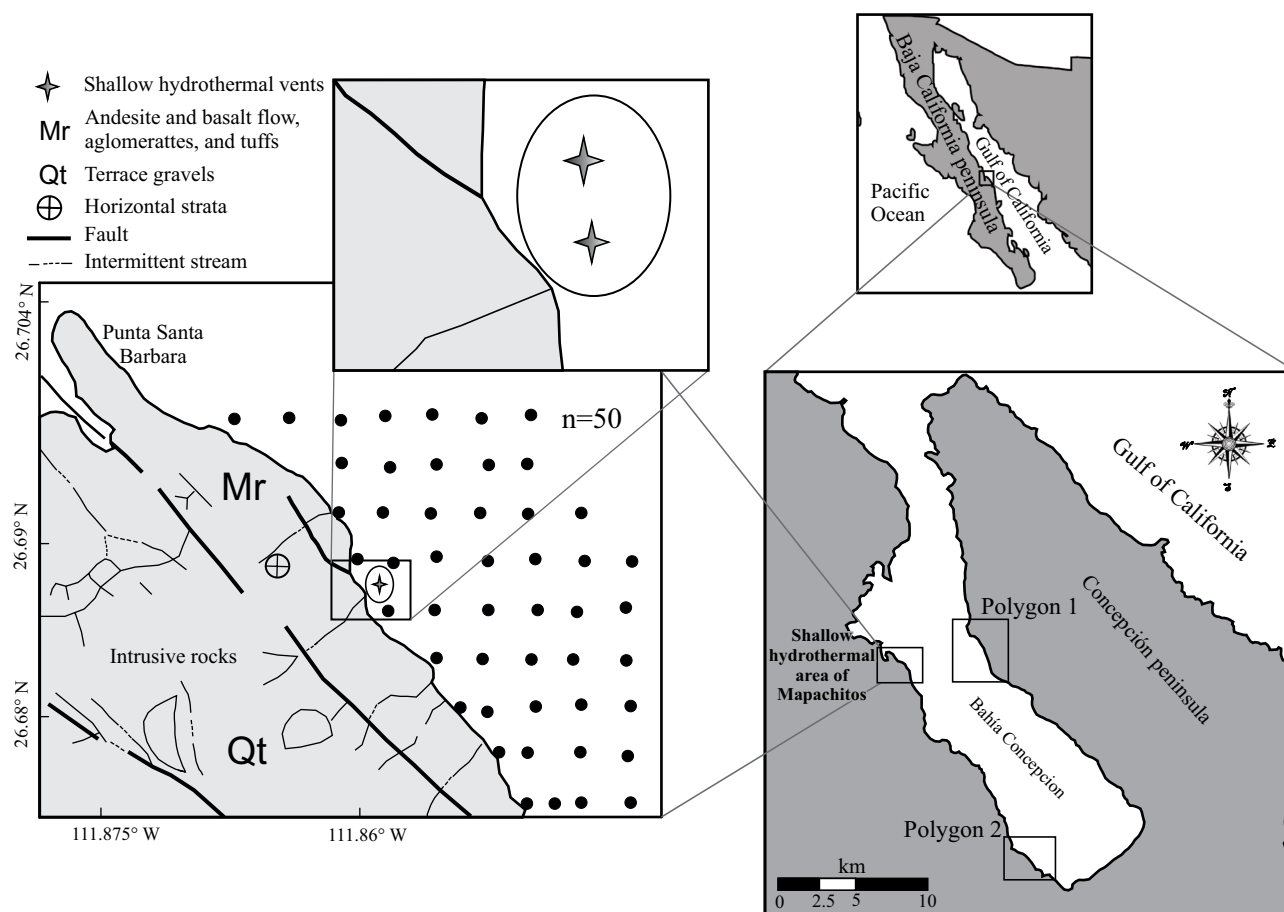 Shallow hydrothermal vents
Mr
Andesite and basalt flow,
aglomerattes, and tuffs
Qt
Terrace gravels
Horizontal strata
Fault
Intermittent stream
26.704° N
26.69° N
26.68° N
111.875° W
111.86° W
Punta Santa
Barbara
n=50
Mr
Intrusive rocks
Qt
Baja California peninsula
Gulf of California
Pacific
Ocean
N
W
E
S
Gulf of California
Concepción peninsula
Polygon 1
Shallow
hydrothermal
area of
Mapachitos
Bahía Concepcion
Polygon 2
km
0 2.5 5 10